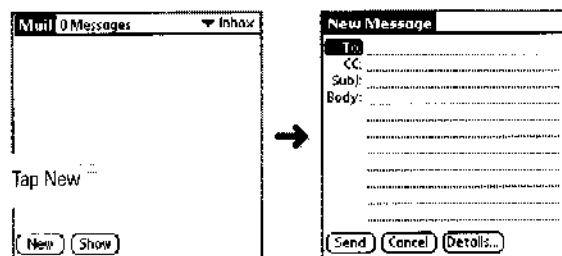 Mail 0 Messages Inbox
Tap New
New Show
New Message
To:
CC:
Subj:
Body:
Send Cancel Details...